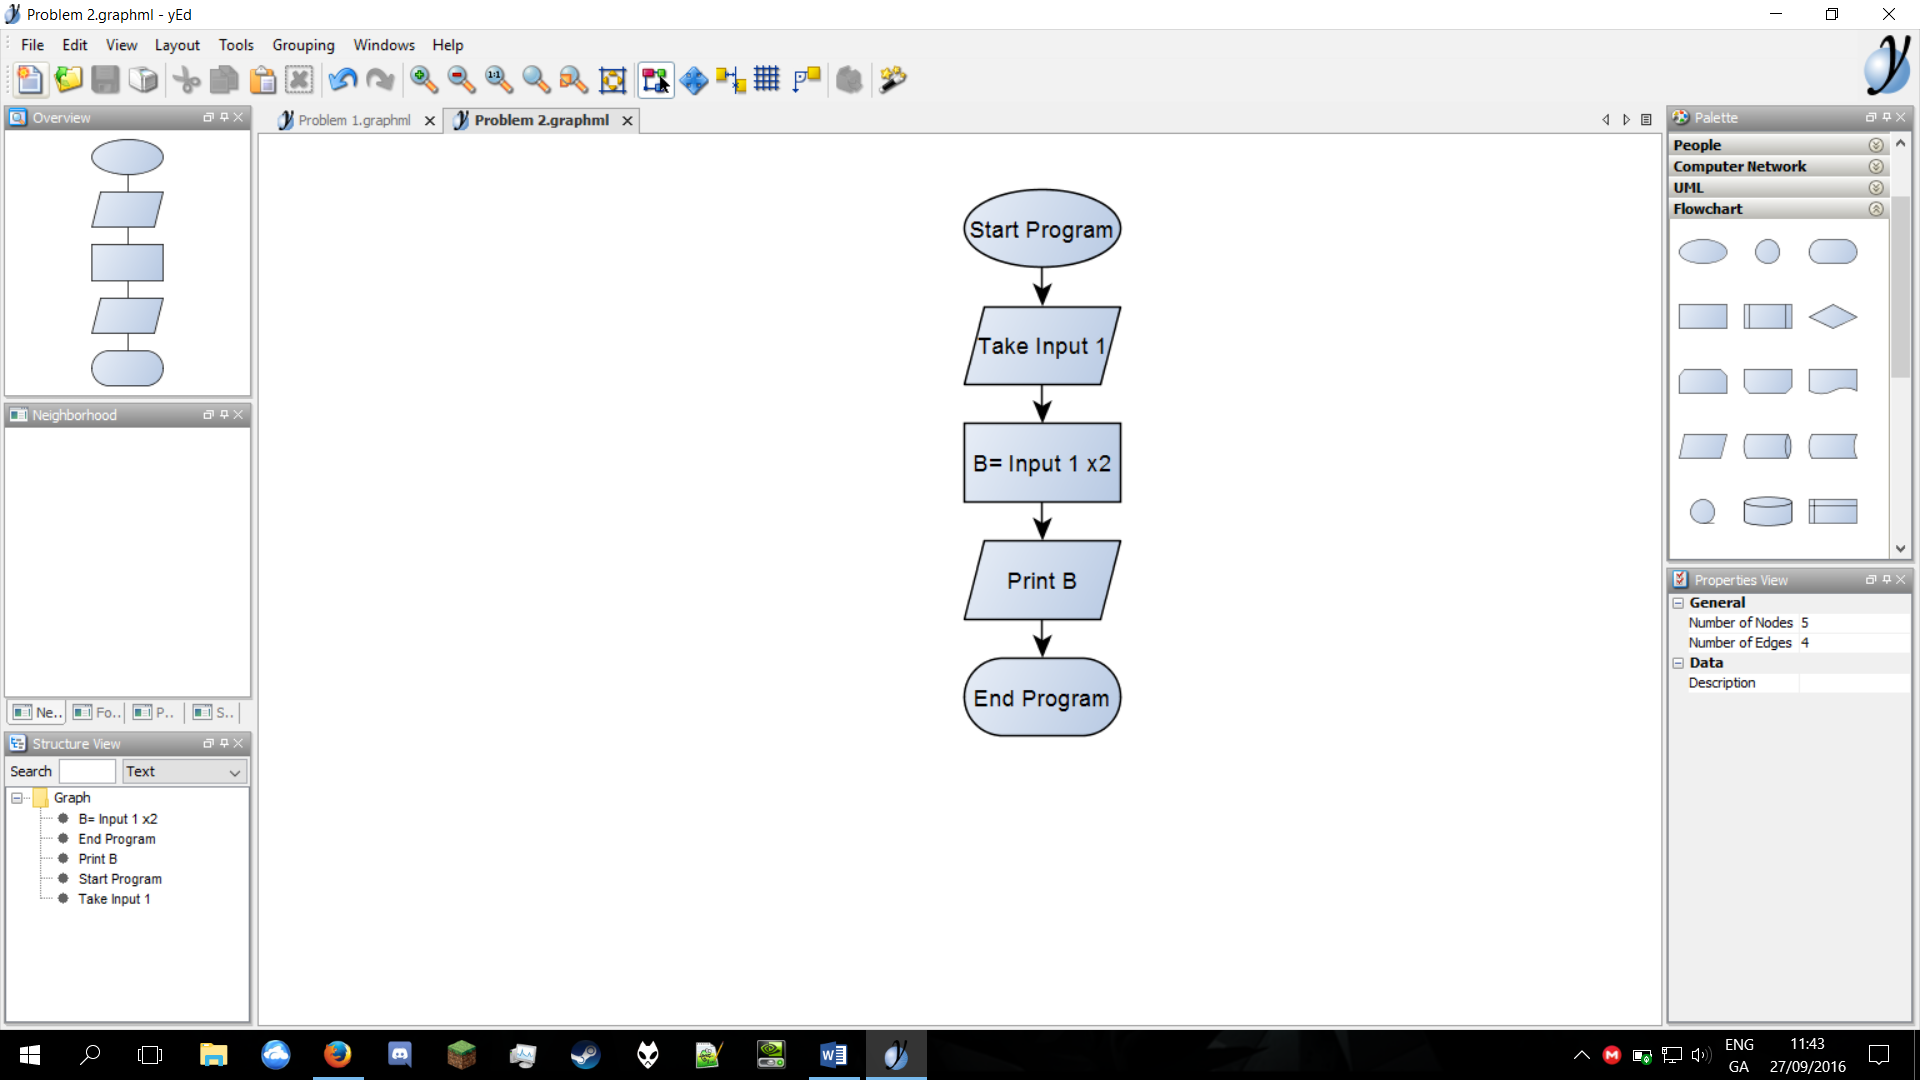 Problem 2.graphml - yEd
File Edit View Layout Tools Grouping Windows Help
1:1
y
Overview
Problem 1.graphml
Problem 2.graphml
Palette
People
Computer Network
UML
Flowchart
Start Program
Take Input 1
B= Input 1 x2
Print B
End Program
Neighborhood
Ne..
Fo..
P..
S..
Structure View
Search
Text
Graph
B= Input 1 x2
End Program
Print B
Start Program
Take Input 1
Properties View
General
Number of Nodes 5
Number of Edges 4
Data
Description
ENG
GA
11:43
27/09/2016